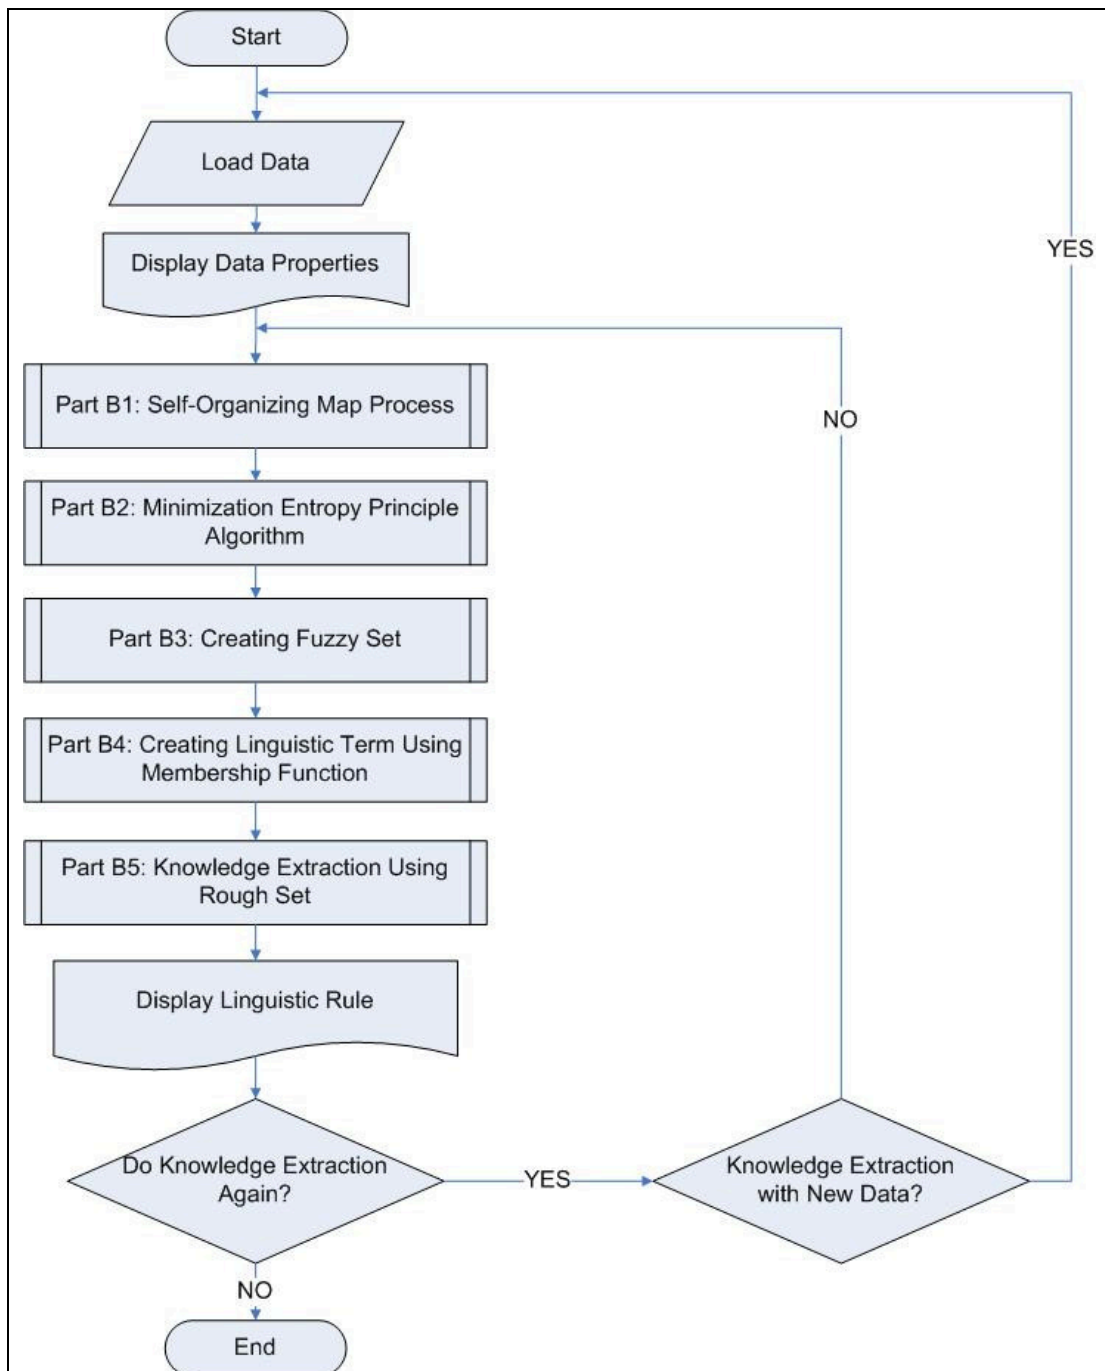 Start
Load Data
Display Data Properties
YES
Part B1: Self-Organizing Map Process
NO
Part B2: Minimization Entropy Principle
Algorithm
Part B3: Creating Fuzzy Set
Part B4: Creating Linguistic Term Using
Membership Function
Part B5: Knowledge Extraction Using
Rough Set
Display Linguistic Rule
Do Knowledge Extraction
Again?
YES
Knowledge Extraction
with New Data?
NO
End